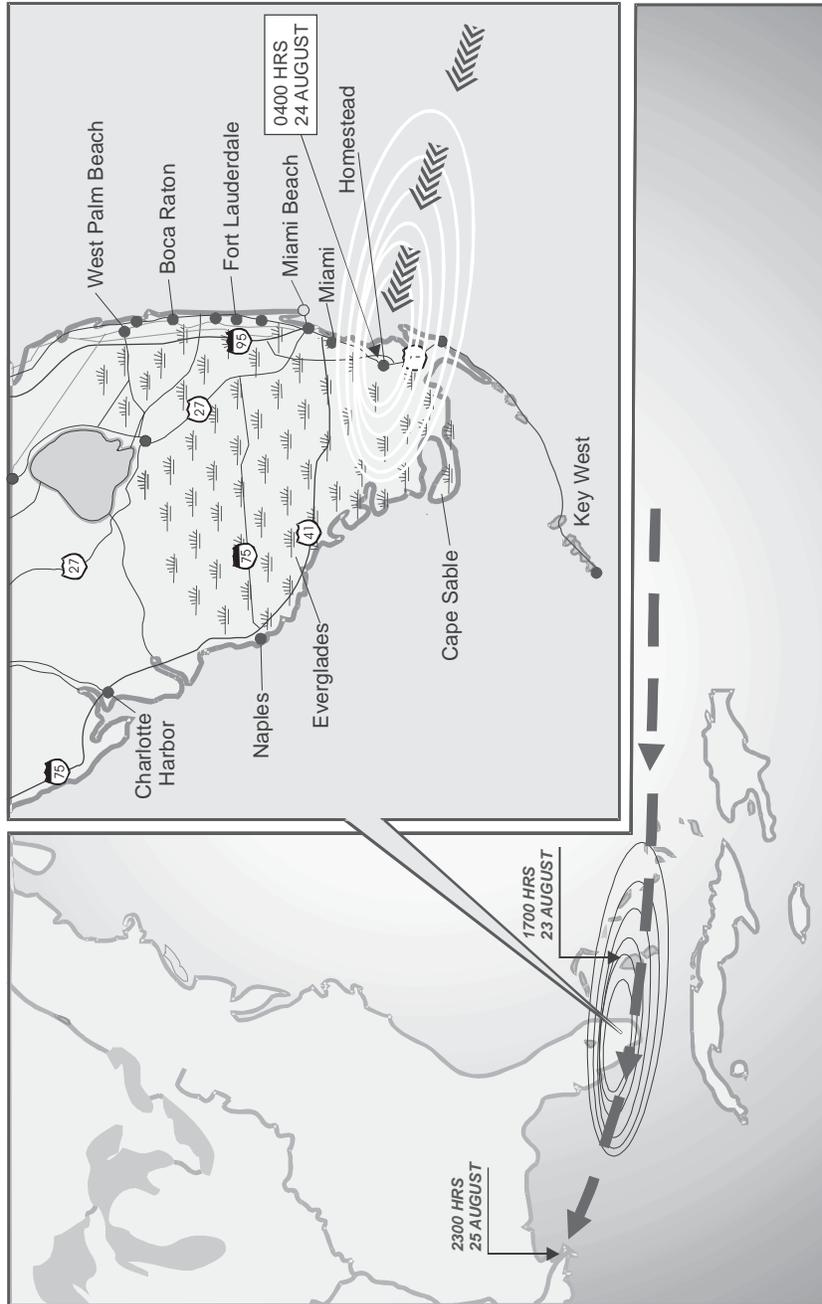 0400 HRS
24 AUGUST
West Palm Beach
Boca Raton
Fort Lauderdale
Miami Beach
Miami
Homestead
95
27
1
27
75
41
Key West
Cape Sable
Everglades
Naples
Charlotte
Harbor
75
1700 HRS
23 AUGUST
2300 HRS
25 AUGUST